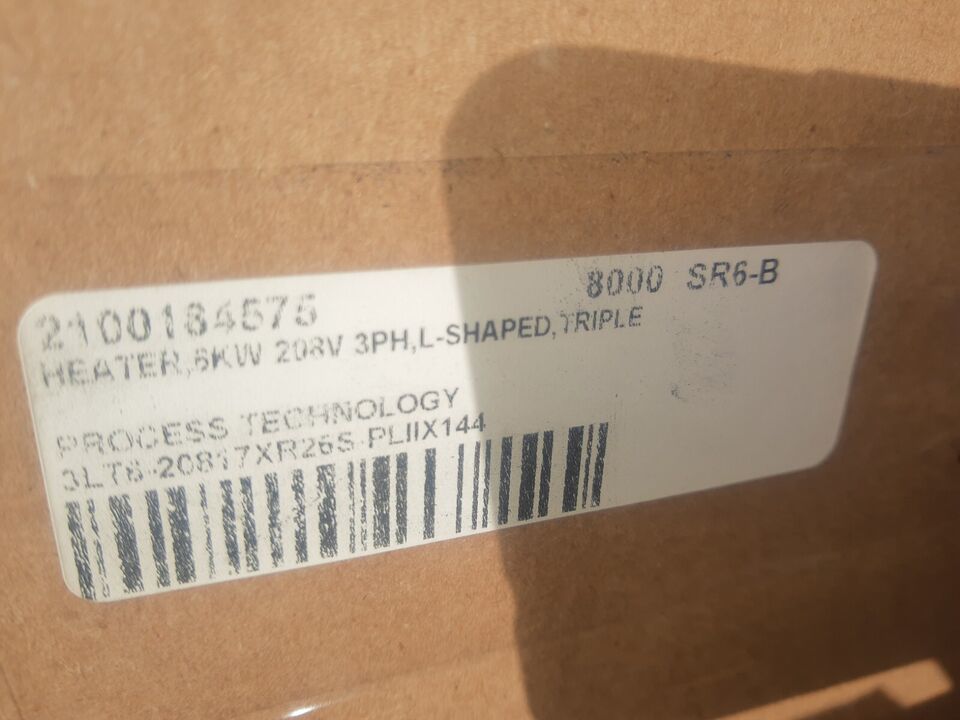 2100184575
8000 SR6-B
HEATER,6KW 208V 3PH,L-SHAPED,TRIPLE
PROCESS TECHNOLOGY
3LT6-20817XR26S-PLIIX144